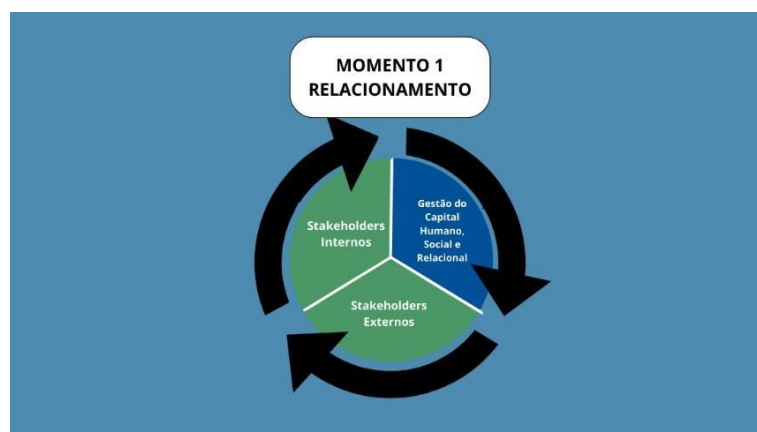 MOMENTO 1
RELACIONAMENTO
Stakeholders
Internos
Gestão do
Capital
Humano,
Social e
Relacional
Stakeholders
Externos